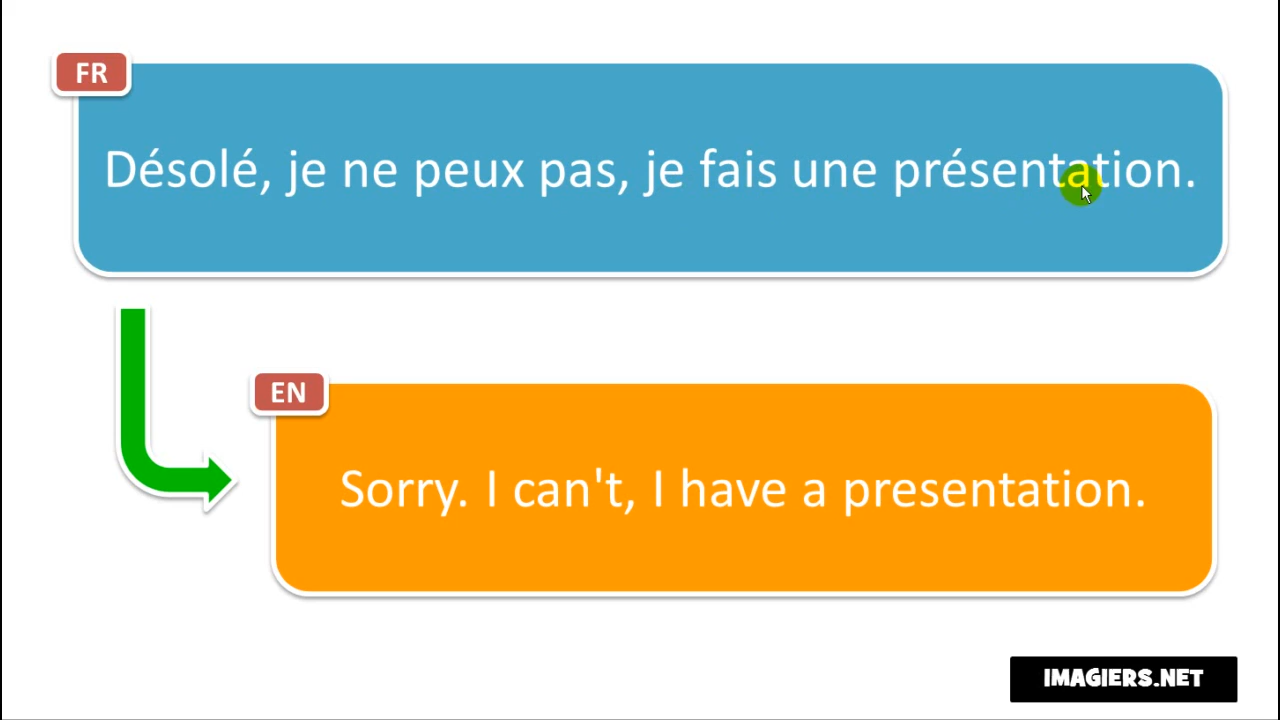 FR
Désolé, je ne peux pas, je fais une présentation.
EN
Sorry. I can't, I have a presentation.
IMAGIERS.NET